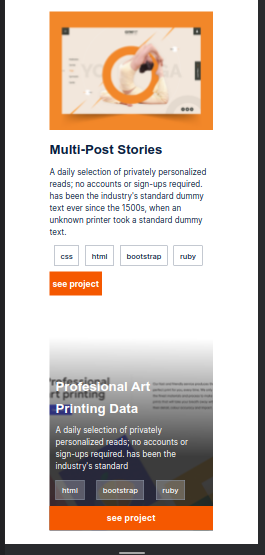 Multi-Post Stories
A daily selection of privately personalized
reads; no accounts or sign-ups required.
has been the industry's standard dummy
text ever since the 1500s, when an
unknown printer took a standard dummy
text.
css html bootstrap ruby
see project
Profesional Art
Printing Data
A daily selection of privately
personalized reads; no accounts or
sign-ups required. has been the
industry's standard
html bootstrap ruby
see project